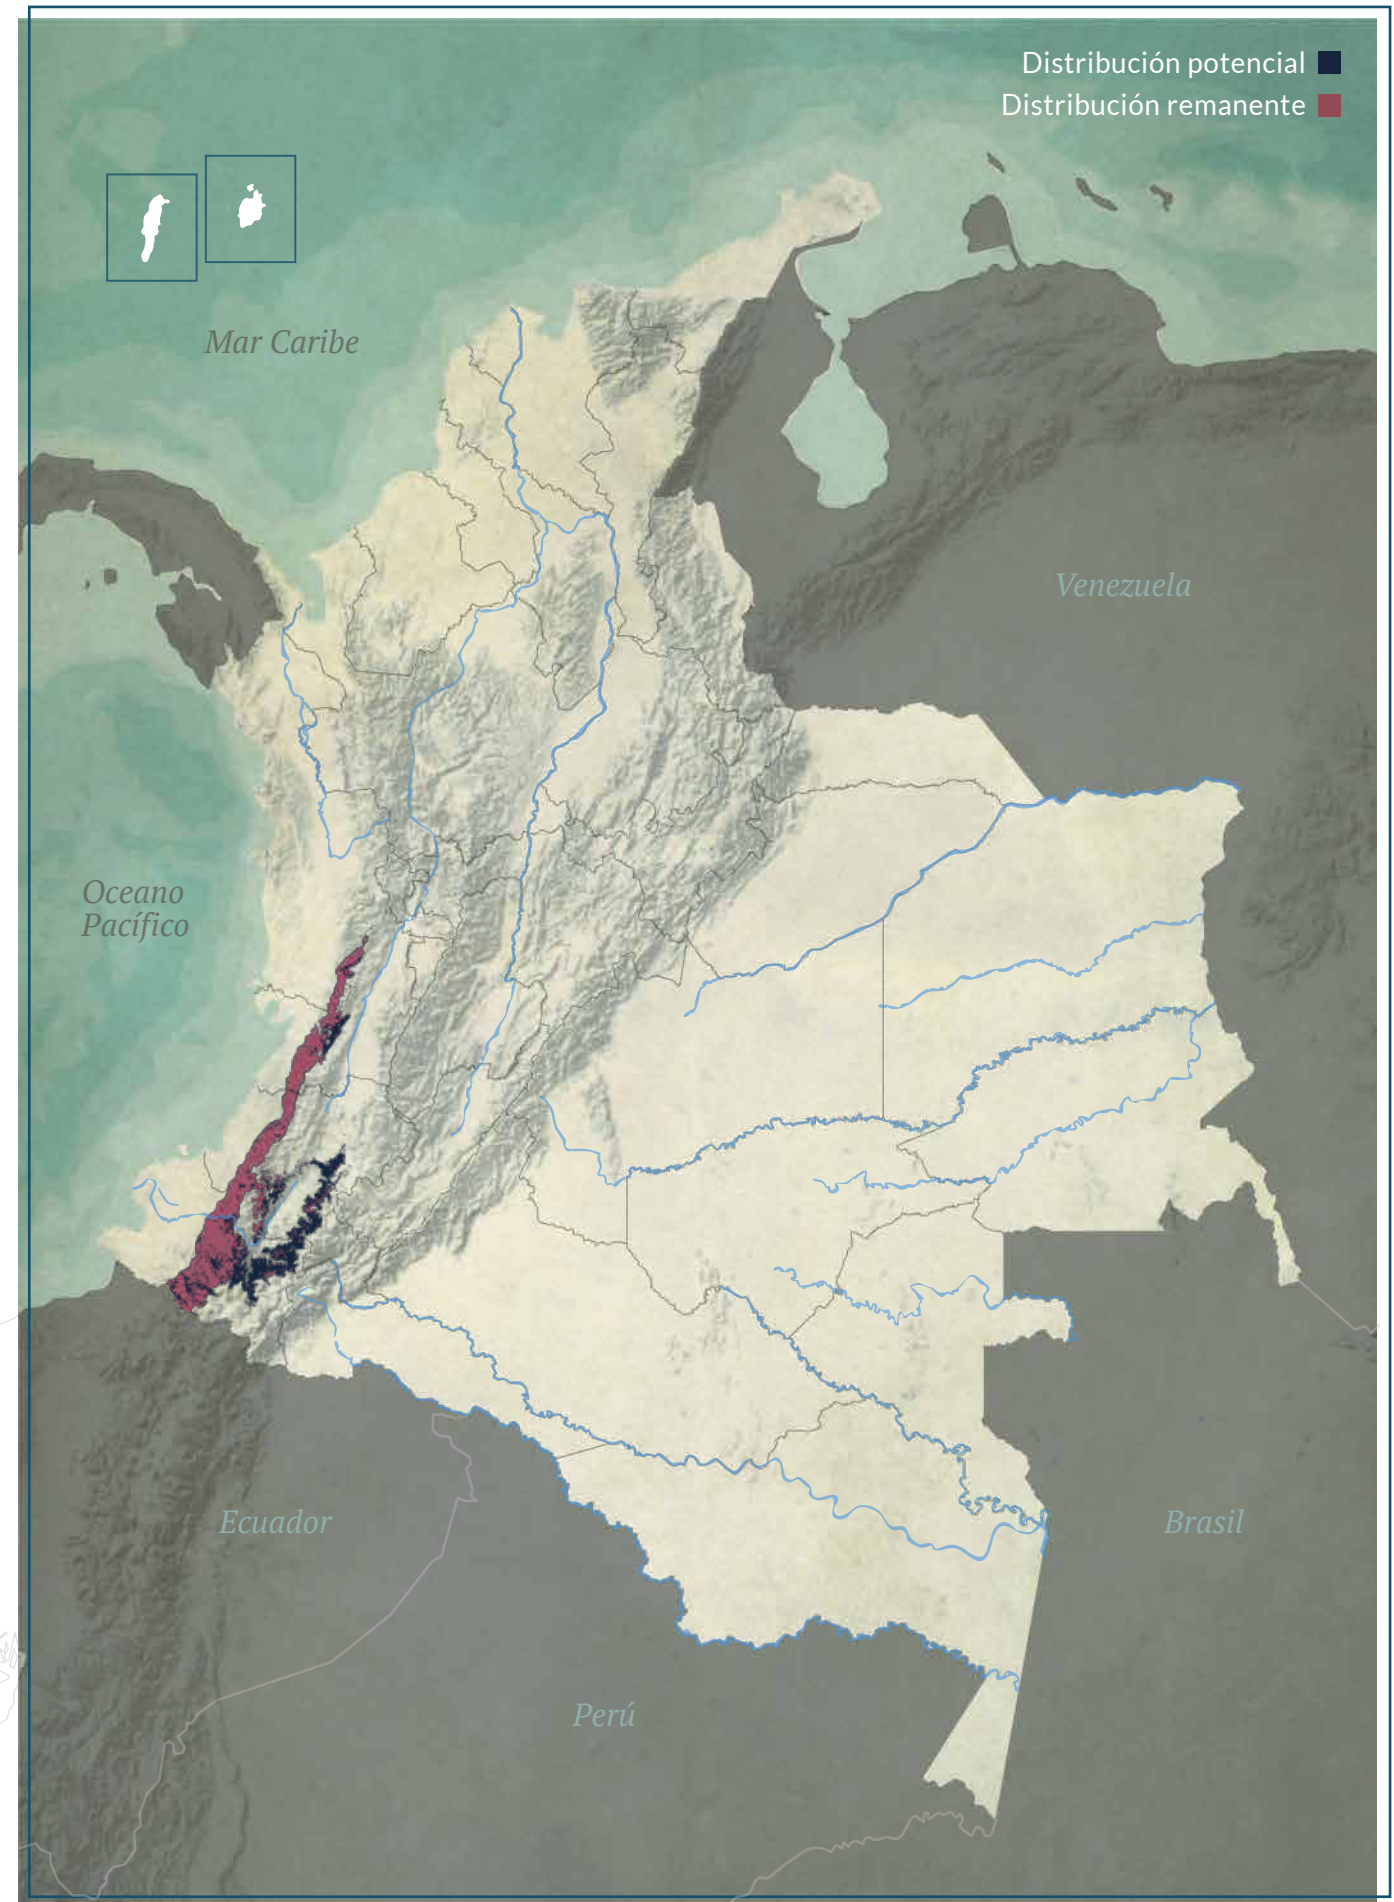 Distribución potencial
Distribución remanente
Mar Caribe
Venezuela
Oceano
Pacífico
Ecuador
Brasil
Perú